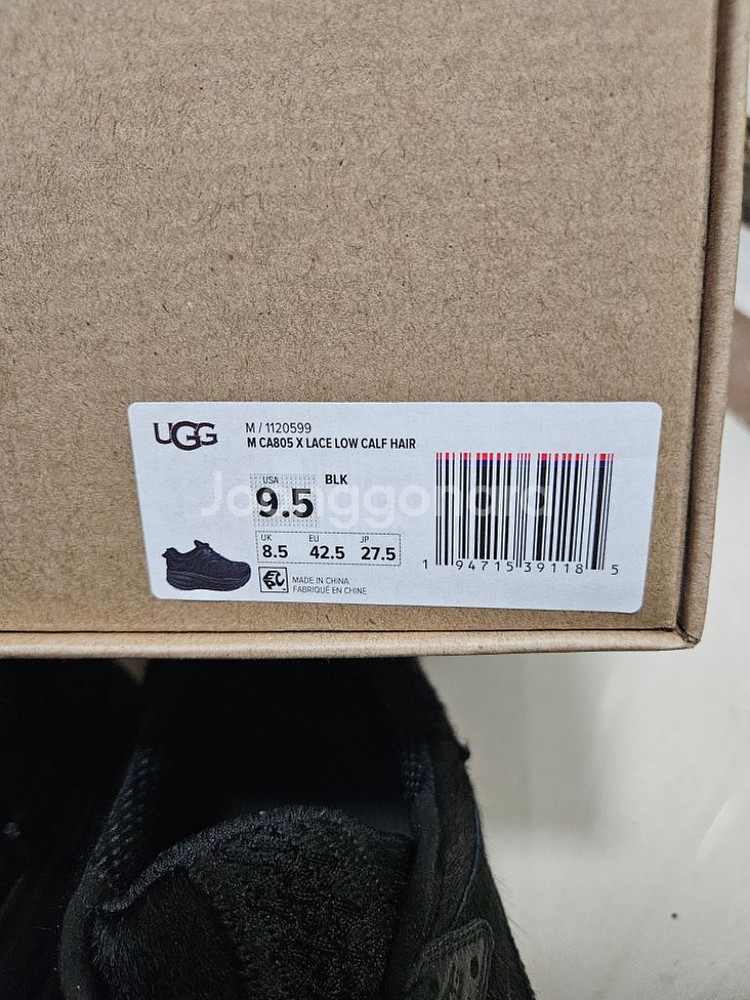 UGG
M / 1120599
M CA805 X LACE LOW CALF HAIR
USA
BLK
9.5
UK EU JP
8.5 42.5 27.5
MADE IN CHINA
FABRIQUÉ EN CHINE
1 94715 39118 5
Joonggonara